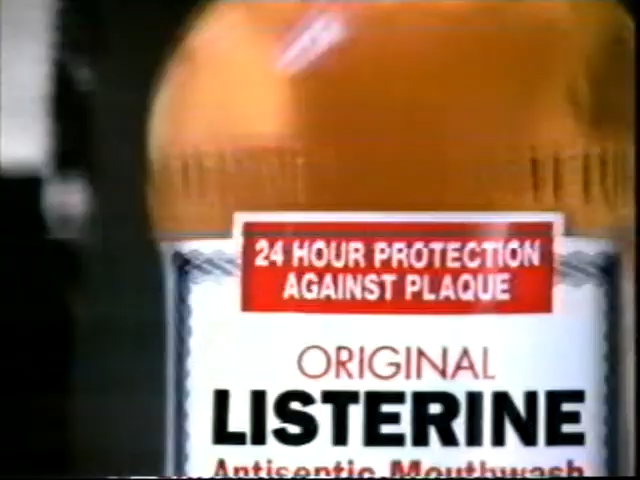 24 HOUR PROTECTION
AGAINST PLAQUE
ORIGINAL
LISTERINE
Antiseptic Mouthwash